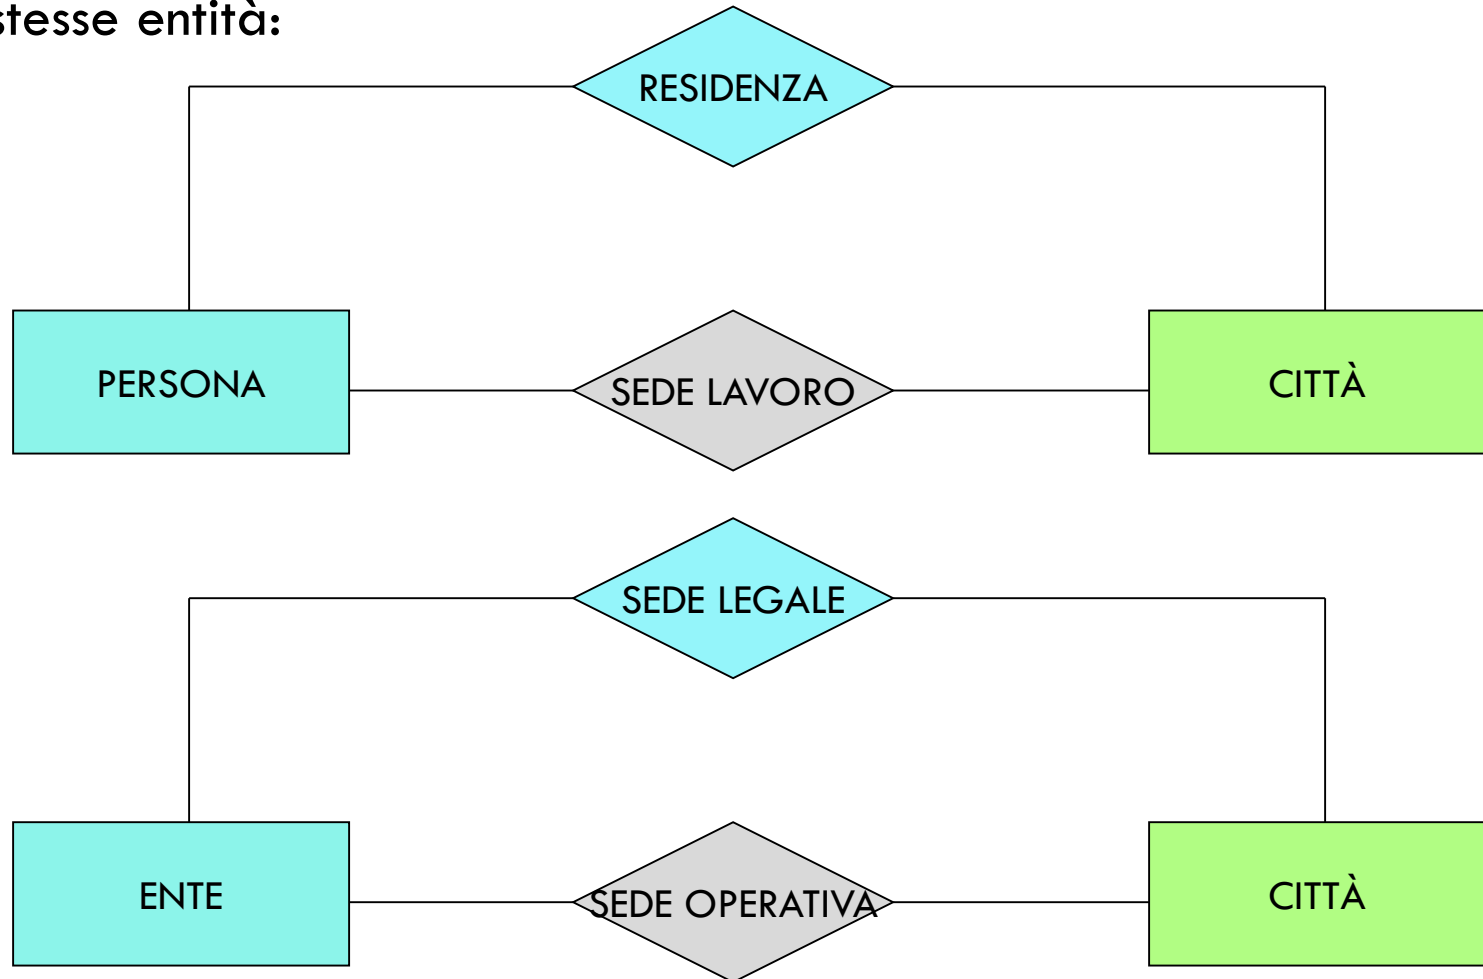 stesse entità:
RESIDENZA
PERSONA
SEDE LAVORO
CITTÀ
SEDE LEGALE
ENTE
SEDE OPERATIVA
CITTÀ